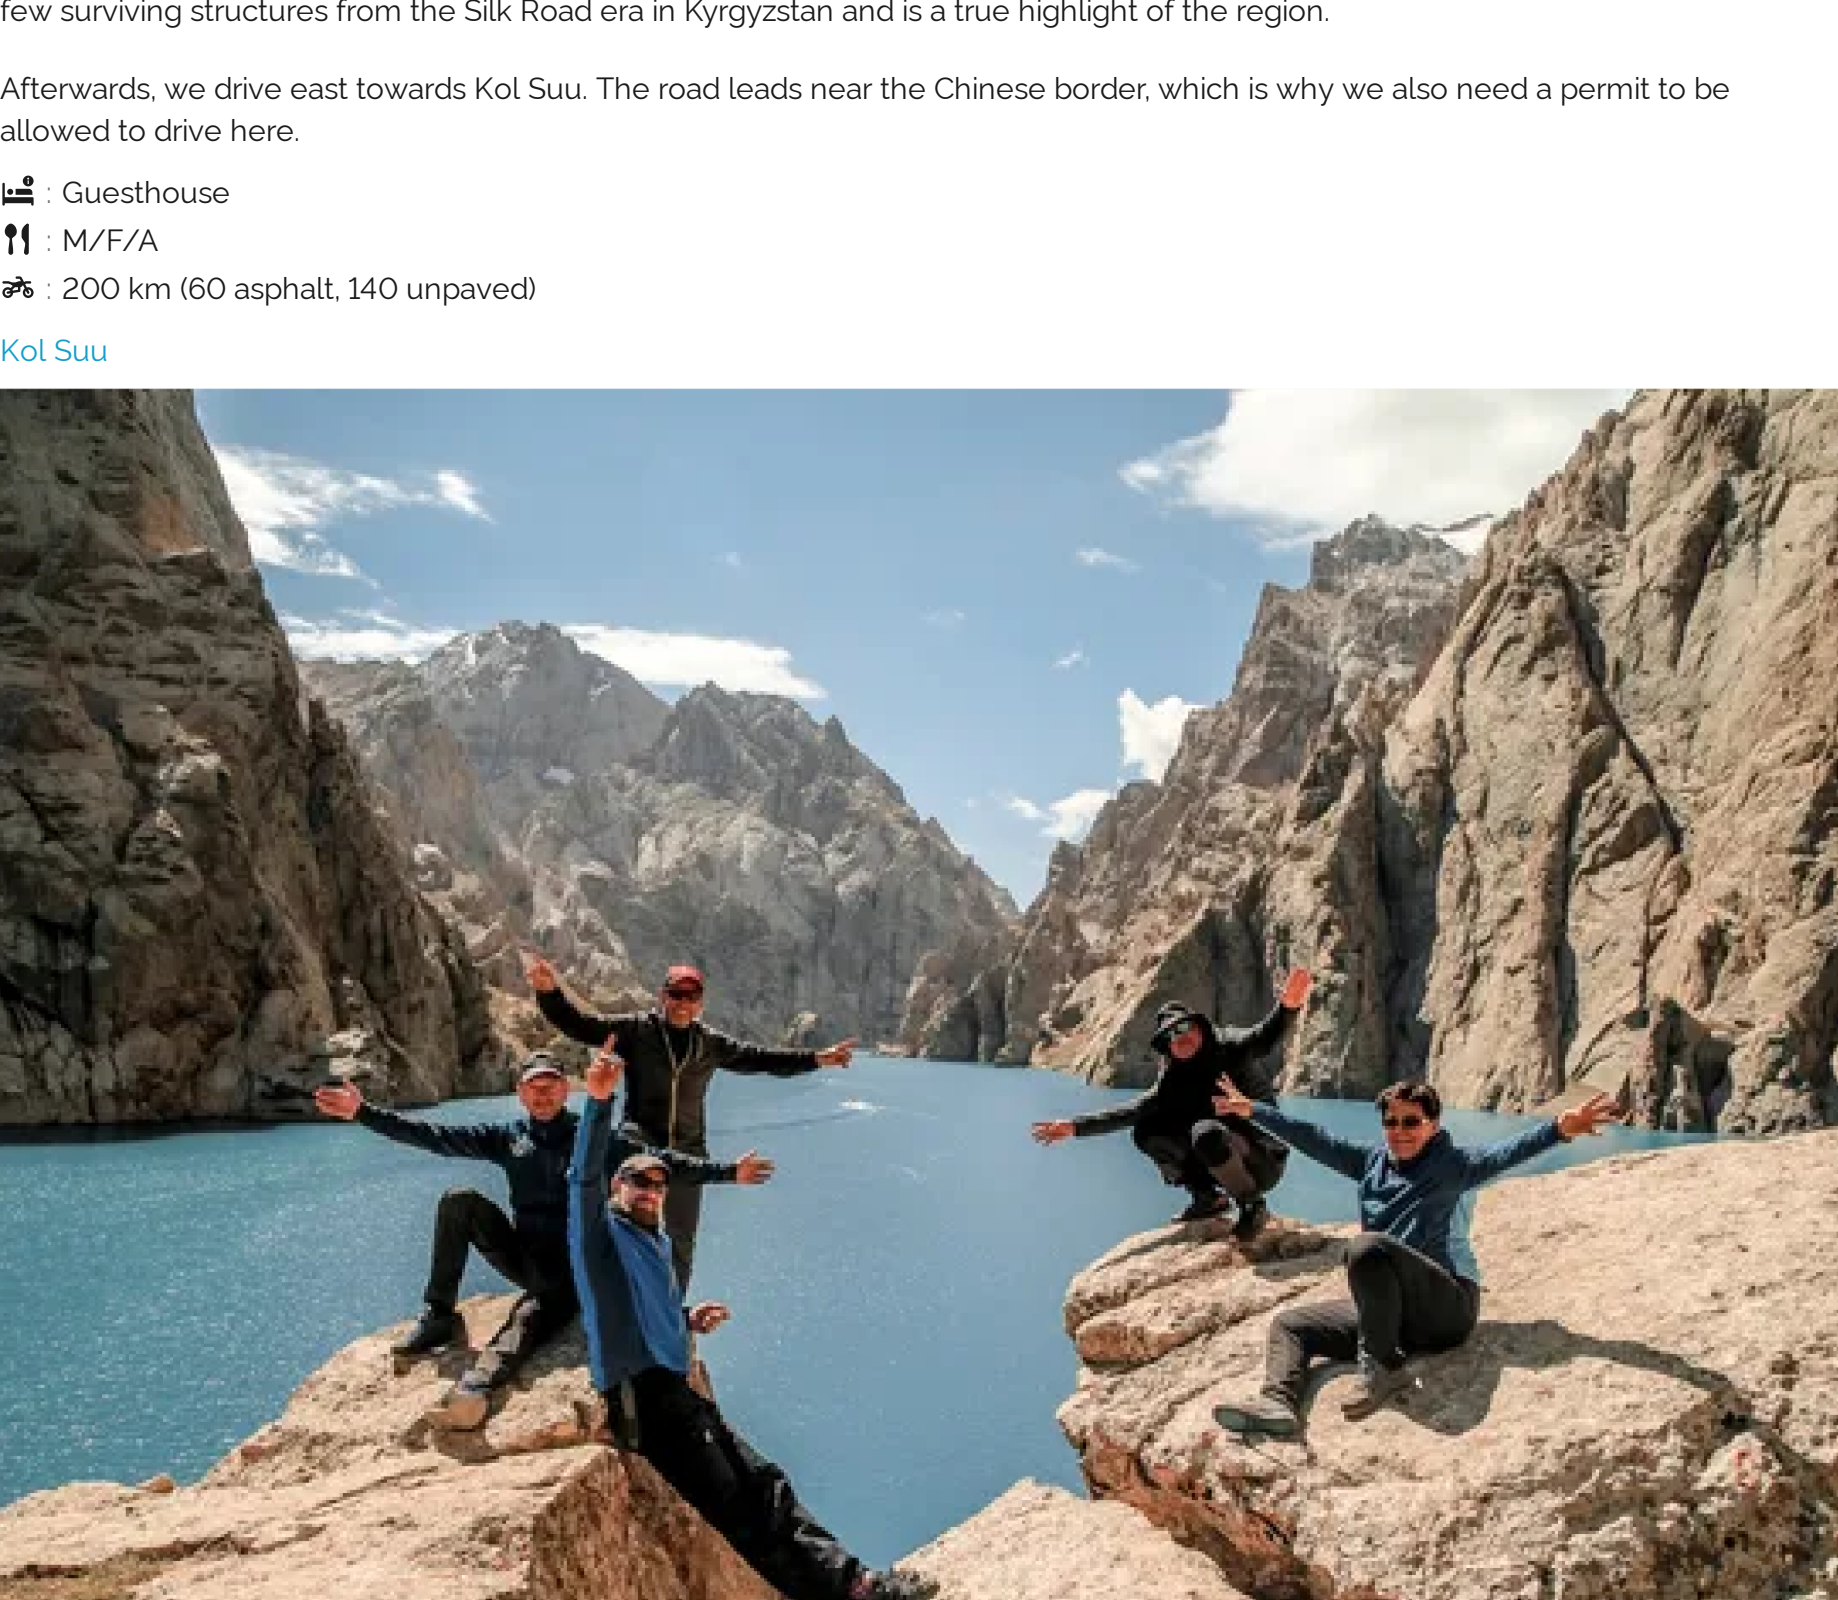 few surviving structures from the Silk Road era in Kyrgyzstan and is a true highlight of the region.
Afterwards, we drive east towards Kol Suu. The road leads near the Chinese border, which is why we also need a permit to be
allowed to drive here.
: Guesthouse
: M/F/A
: 200 km (60 asphalt, 140 unpaved)
Kol Suu